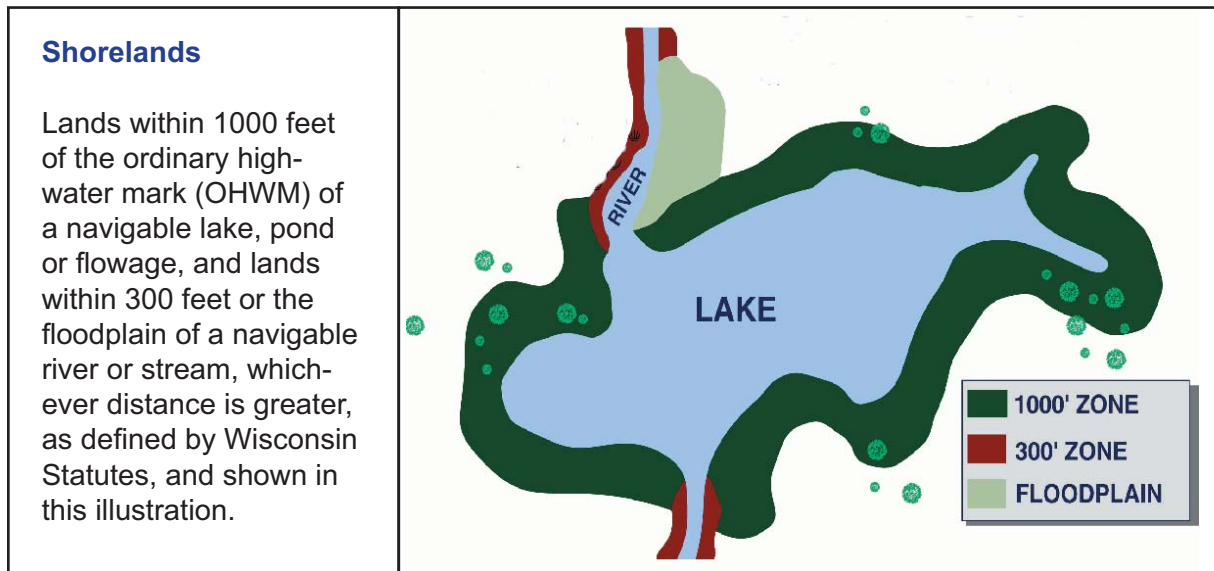 Shorelands
Lands within 1000 feet
of the ordinary high-
water mark (OHWM) of
a navigable lake, pond
or flowage, and lands
within 300 feet or the
floodplain of a navigable
river or stream, which-
ever distance is greater,
as defined by Wisconsin
Statutes, and shown in
this illustration.
RIVER
LAKE
1000' ZONE
300' ZONE
FLOODPLAIN